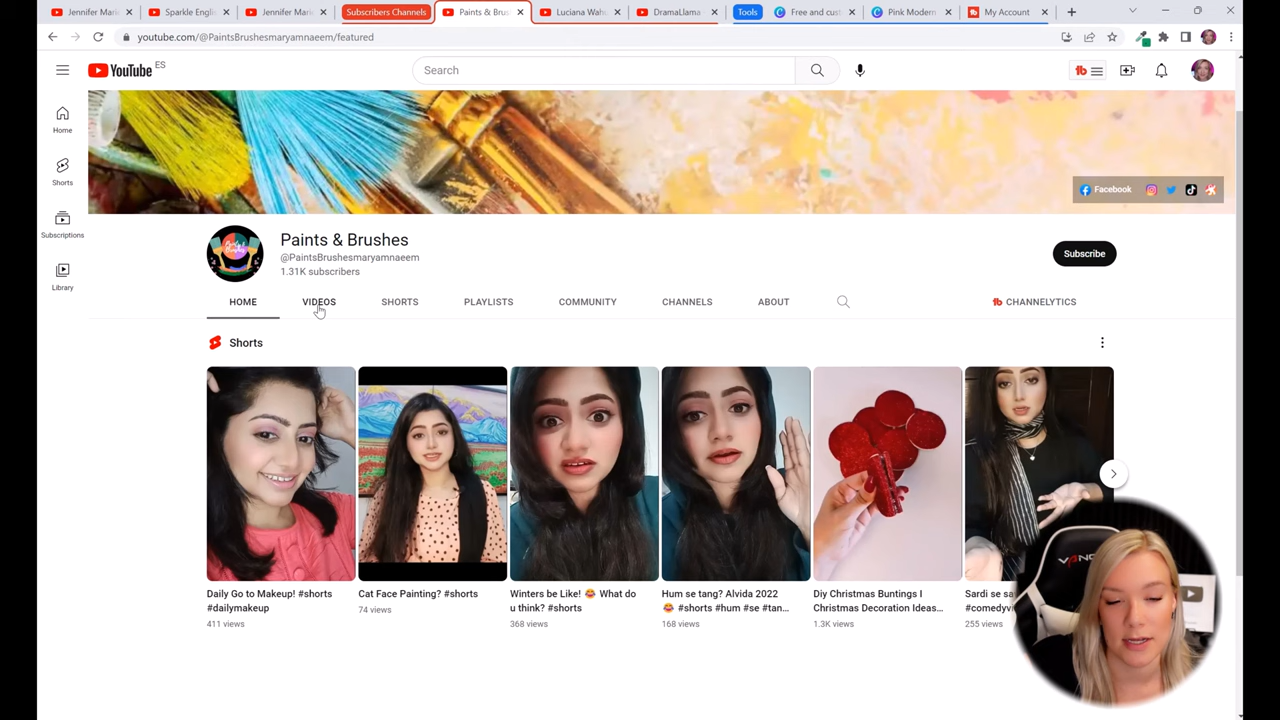 Jennifer Mari
Sparkle Engli
Jennifer Mari
Subscribers Channels
Paints & Brus
Luciana Wah
DramaLlama
Tools
Free and cus
Pink Modern
My Account
youtube.com/@PaintsBrushesmaryamnaeem/featured
YouTube ES
Search
Home
Shorts
Subscriptions
Library
Facebook
Paints & Brushes
@PaintsBrushesmaryamnaeem
1.31K subscribers
Subscribe
HOME VIDEOS SHORTS PLAYLISTS COMMUNITY CHANNELS ABOUT CHANNELYTICS
Shorts
Daily Go to Makeup! #shorts
#dailymakeup
411 views
Cat Face Painting? #shorts
74 views
Winters be Like! 😂 What do
u think? #shorts
368 views
Hum se tang? Alvida 2022
😂 #shorts #hum #se #tan...
168 views
Diy Christmas Buntings I
Christmas Decoration Ideas...
1.3K views
Sardi se sa
#comedyvi
255 views